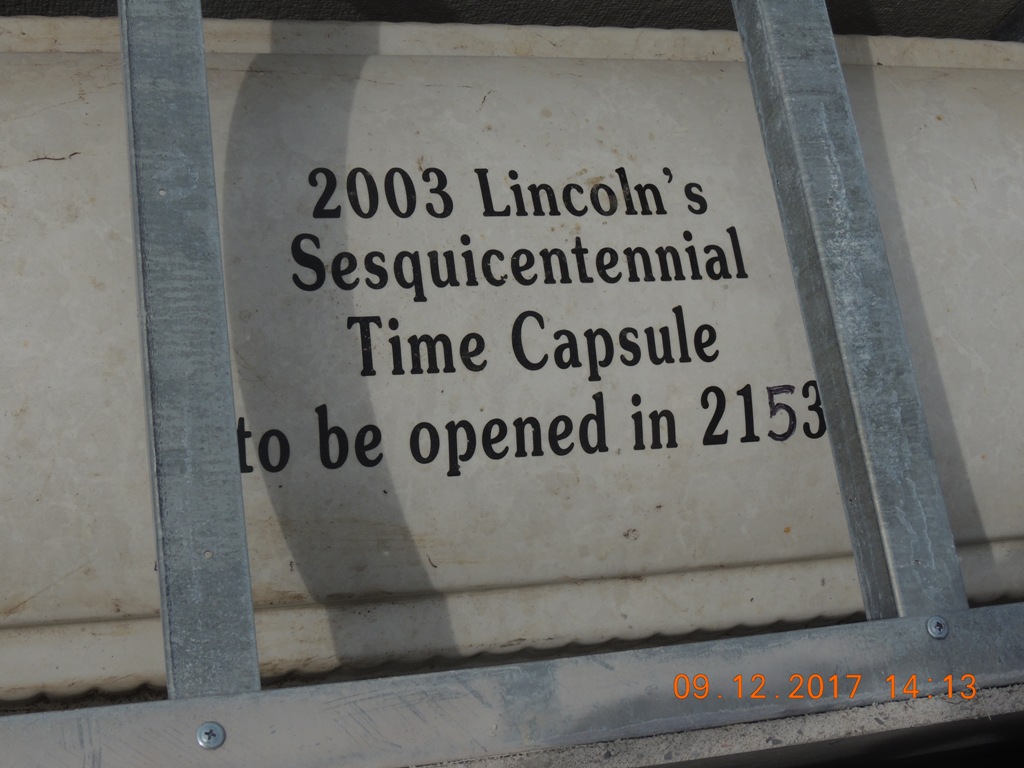 2003 Lincoln's
Sesquicentennial
Time Capsule
to be opened in 2153
09.12.2017 14:13